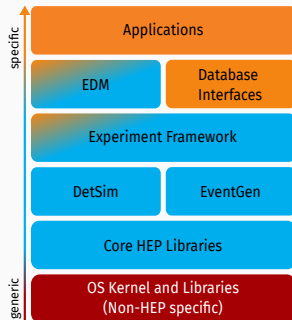 specific
Applications
EDM
Database
Interfaces
Experiment Framework
DetSim
EventGen
Core HEP Libraries
generic
OS Kernel and Libraries
(Non-HEP specific)